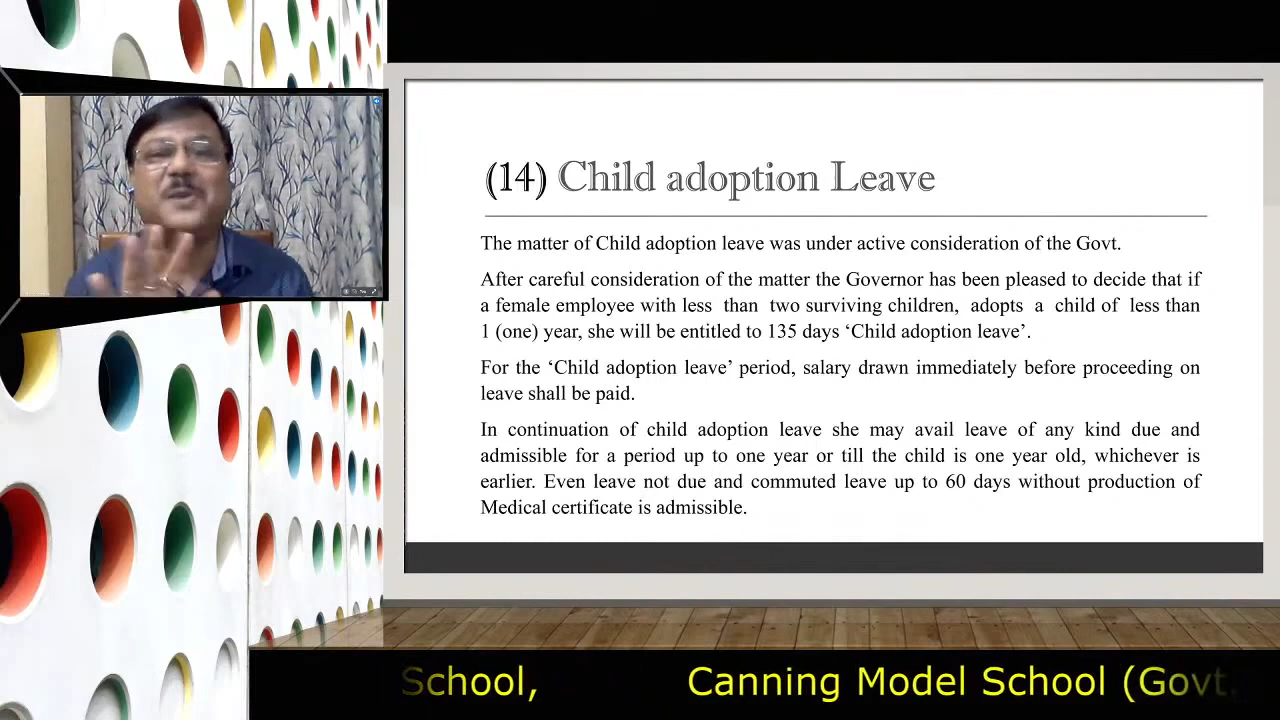 (14) Child adoption Leave
The matter of Child adoption leave was under active consideration of the Govt.
After careful consideration of the matter the Governor has been pleased to decide that if
a female employee with less than two surviving children, adopts a child of less than
1 (one) year, she will be entitled to 135 days ‘Child adoption leave’.
For the ‘Child adoption leave’ period, salary drawn immediately before proceeding on
leave shall be paid.
In continuation of child adoption leave she may avail leave of any kind due and
admissible for a period up to one year or till the child is one year old, whichever is
earlier. Even leave not due and commuted leave up to 60 days without production of
Medical certificate is admissible.
School, Canning Model School (Govt.